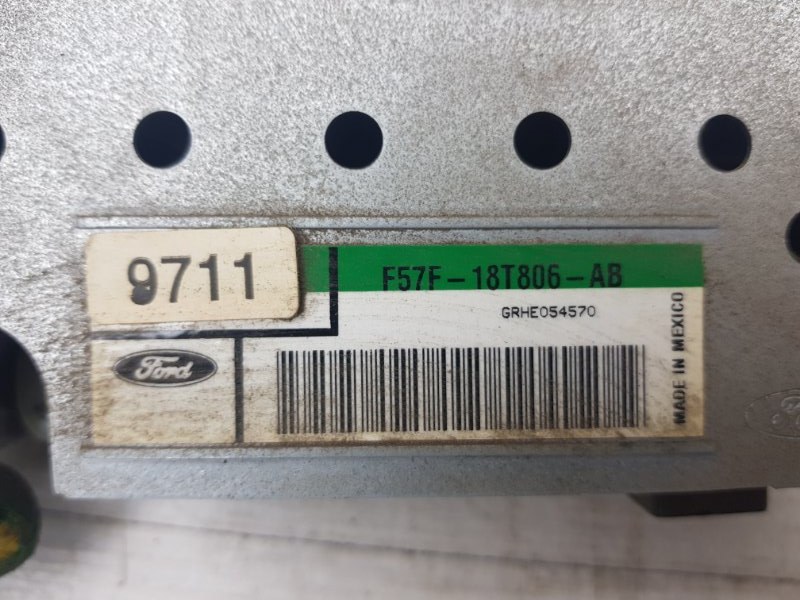 9711
F57F-18T806-AB
GRHE054570
Ford
MADE IN MEXICO